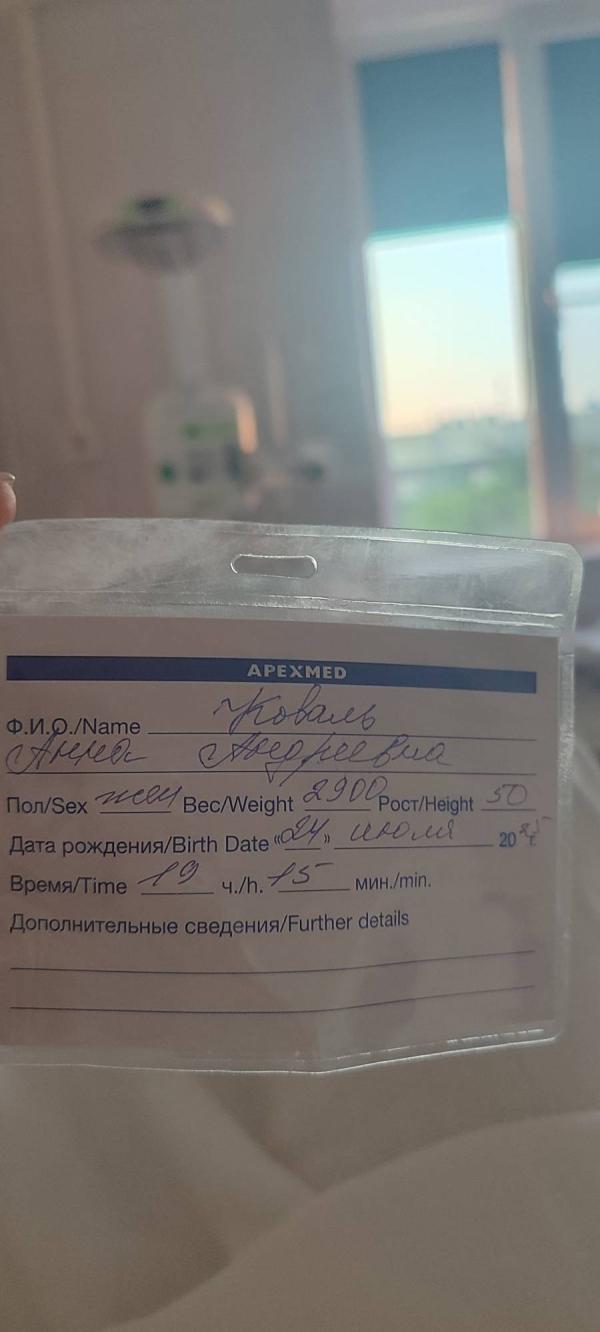 APEXMED
Ф.И.О./Name Коваль
Анна Андреевна
Пол/Sex жен Вес/Weight 2900 Рост/Height 50
Дата рождения/Birth Date «24» июля 2025 г.
Время/Time 19 ч./h. 15 мин./min.
Дополнительные сведения/Further details